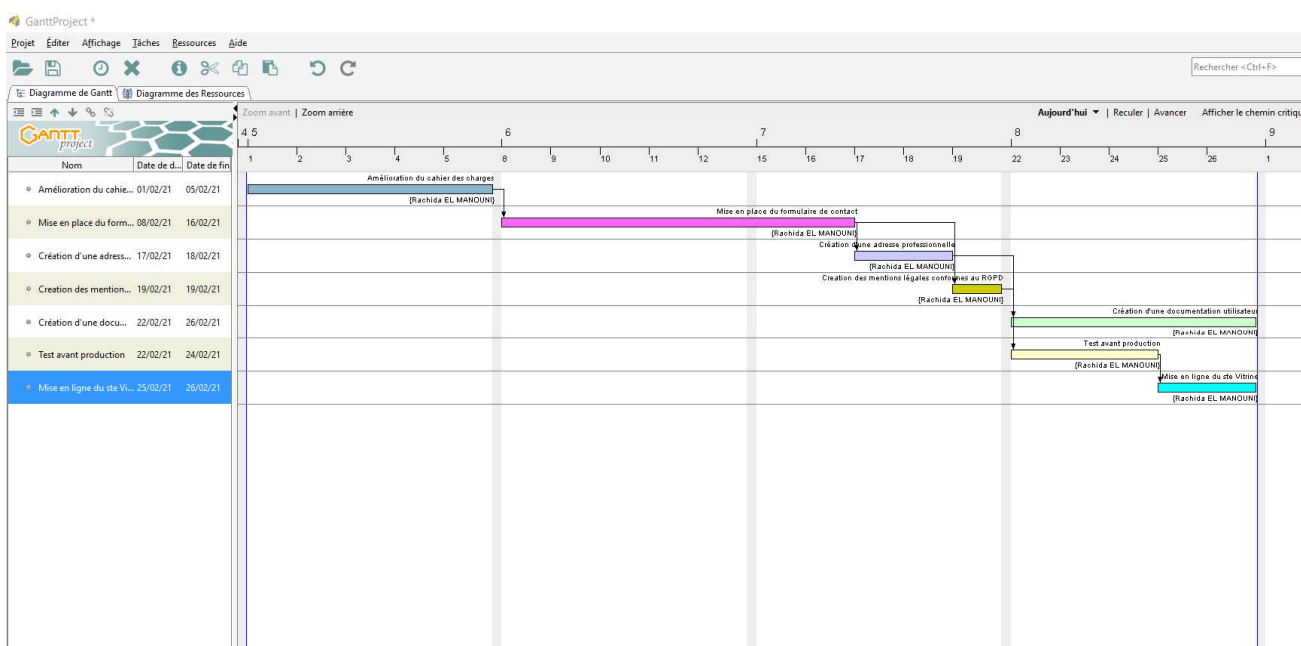 GanttProject *
Projet Éditer Affichage Tâches Ressources Aide
Rechercher <Ctrl+F>
Diagramme de Gantt Diagramme des Ressources
Zoom avant | Zoom arrière Aujourd'hui | Reculer | Avancer Afficher le chemin critiqu
GANTT project
4 5 6 7 8 9
Nom Date de d... Date de fin
1 2 3 4 5 8 9 10 11 12 15 16 17 18 19 22 23 24 25 26 1
Amélioration du cahier des charges
Amélioration du cahie... 01/02/21 05/02/21
{Rachida EL MANOUNI}
Mise en place du formulaire de contact
Mise en place du form... 08/02/21 16/02/21
{Rachida EL MANOUNI}
Création d'une adresse professionnelle
Création d'une adress... 17/02/21 18/02/21
{Rachida EL MANOUNI}
Creation des mentions légales conformes au RGPD
Creation des mention... 19/02/21 19/02/21
{Rachida EL MANOUNI}
Création d'une documentation utilisateur
Création d'une docu... 22/02/21 26/02/21
{Rachida EL MANOUNI}
Test avant production
Test avant production 22/02/21 24/02/21
{Rachida EL MANOUNI}
Mise en ligne du ste Vitrine
Mise en ligne du ste Vi... 25/02/21 26/02/21
{Rachida EL MANOUNI}